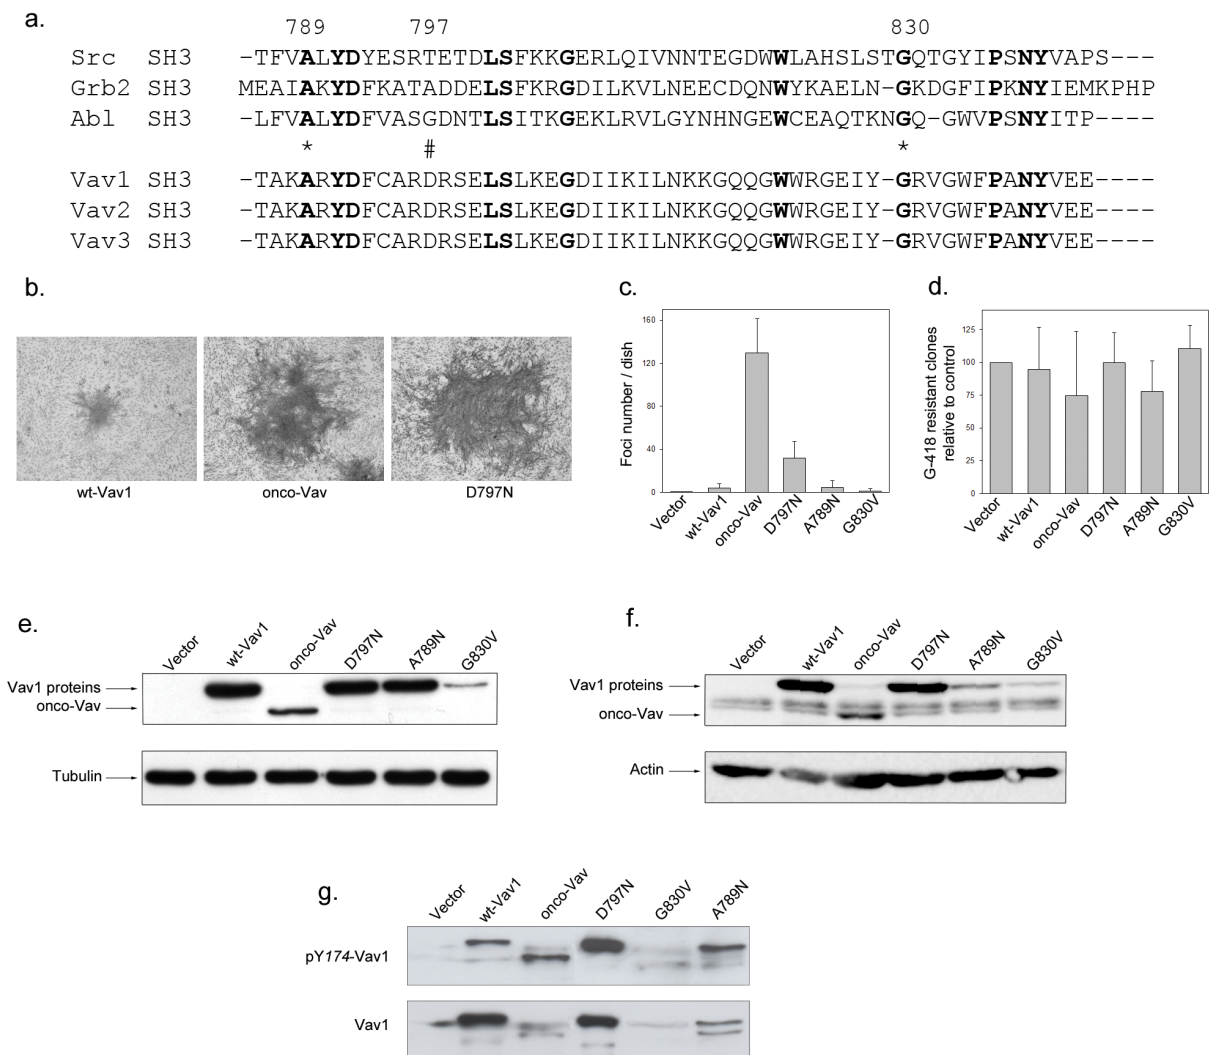 a.
789 797 830
Src SH3 -TFVALYDYESRTETDLSFKKGERLQIVNNTEGDWWLAHSLSTGQTGYIPSNYVAPS---
Grb2 SH3 MEAIAKYDFKATADDELSFKRGDILKVLNEECDQNWYKAELN-GKDGFIPKNYIEMKPHP
Abl SH3 -LFVALYDFVASGDNTLSITKGEKLRVLGYNHNGEWCEAQTKNGQ-GWVPSNYITP----
* # *
Vav1 SH3 -TAKARYDFCARDRSELSLKEGDIIKILNKKGQQGWWRGEIY-GRVGWFPANYVEE----
Vav2 SH3 -TAKARYDFCARDRSELSLKEGDIIKILNKKGQQGWWRGEIY-GRVGWFPANYVEE----
Vav3 SH3 -TAKARYDFCARDRSELSLKEGDIIKILNKKGQQGWWRGEIY-GRVGWFPANYVEE----
b.
wt-Vav1 onco-Vav D797N
c.
Foci number / dish
160
120
80
40
0
Vector wt-Vav1 onco-Vav D797N A789N G830V
d.
G-418 resistant clones
relative to control
125
100
75
50
25
0
Vector wt-Vav1 onco-Vav D797N A789N G830V
e.
Vector wt-Vav1 onco-Vav D797N A789N G830V
Vav1 proteins
onco-Vav
Tubulin
f.
Vector wt-Vav1 onco-Vav D797N A789N G830V
Vav1 proteins
onco-Vav
Actin
g.
Vector wt-Vav1 onco-Vav D797N G830V A789N
pY174-Vav1
Vav1